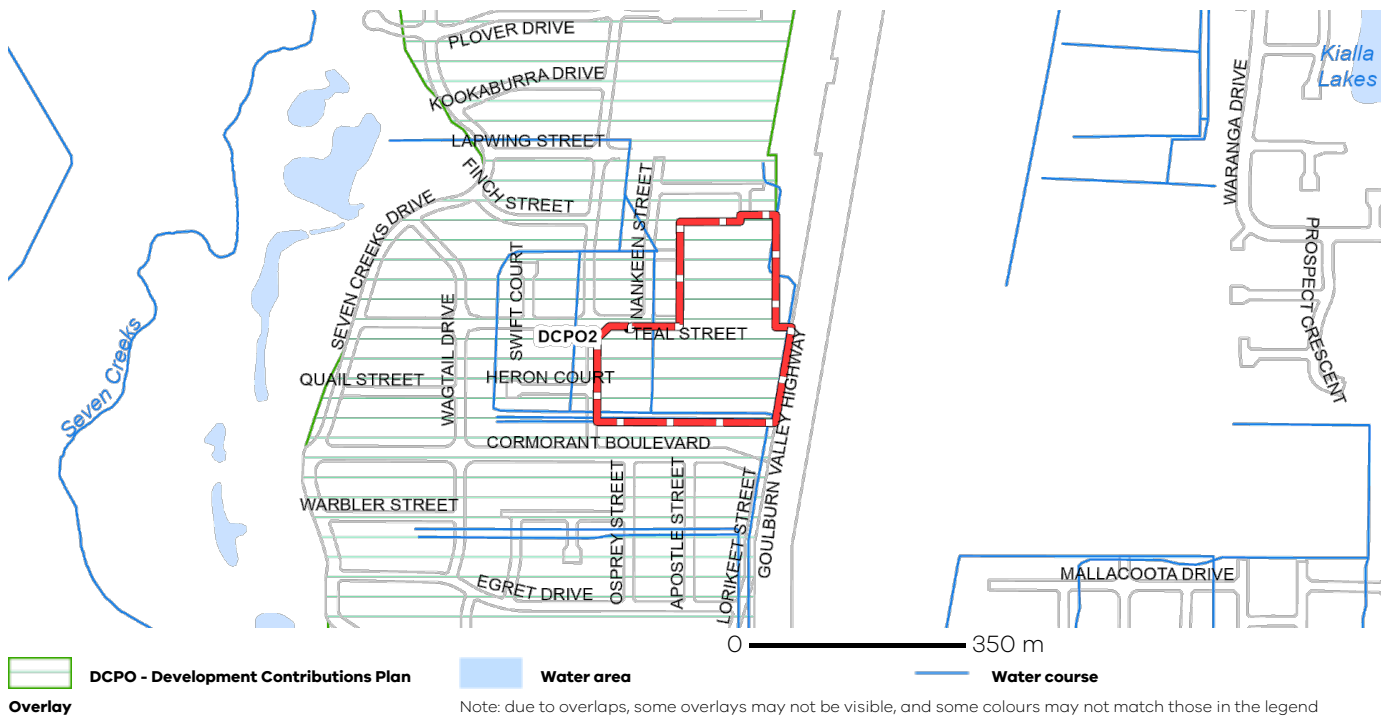 PLOVER DRIVE
KOOKABURRA DRIVE
LAPWING STREET
FINCH STREET
NANKEEN STREET
SEVEN CREEKS DRIVE
SWIFT COURT
WAGTAIL DRIVE
DCPO2
TEAL STREET
QUAIL STREET
HERON COURT
CORMORANT BOULEVARD
WARBLER STREET
OSPREY STREET
APOSTLE STREET
LORIKEET STREET
GOULBURN VALLEY HIGHWAY
EGRET DRIVE
Seven Creeks
Kialla
Lakes
WARANGA DRIVE
PROSPECT CRESCENT
MALLACOOTA DRIVE
0 350 m
DCPO - Development Contributions Plan
Overlay
Water area
Water course
Note: due to overlaps, some overlays may not be visible, and some colours may not match those in the legend